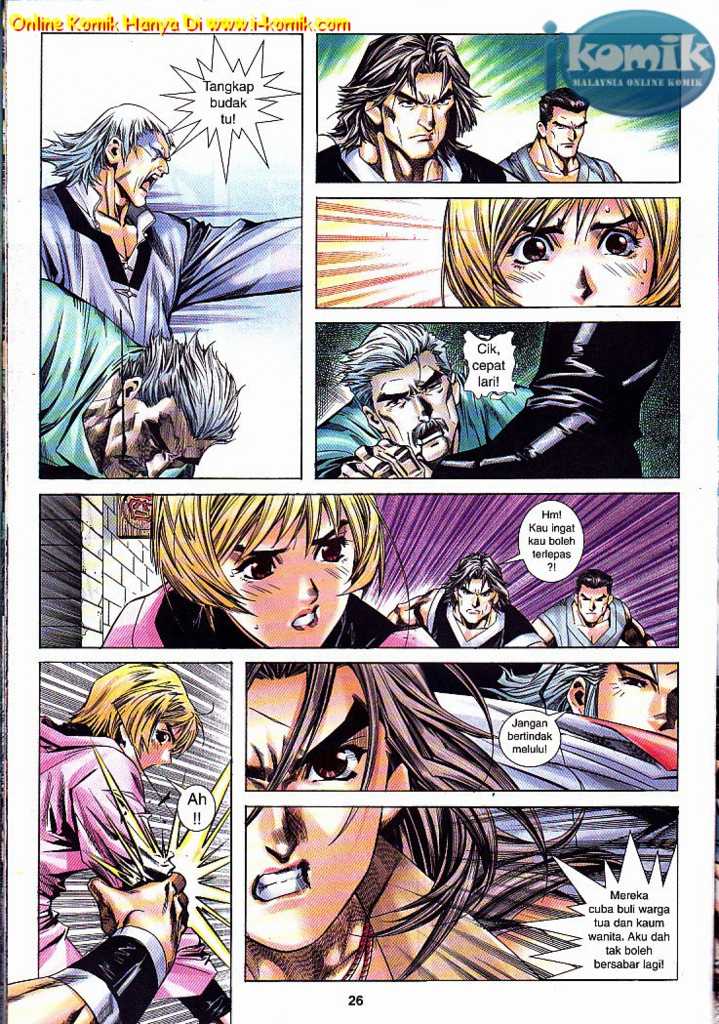 Online Komik Hanya Di www.i-komik.com
ikomik
MALAYSIA ONLINE KOMIK
Tangkap
budak
tu!
Cik,
cepat
lari!
Hm!
Kau ingat
kau boleh
terlepas
?!
Ah
!!
Jangan
bertindak
melulu!
Mereka
cuba buli warga
tua dan kaum
wanita. Aku dah
tak boleh
bersabar lagi!
26